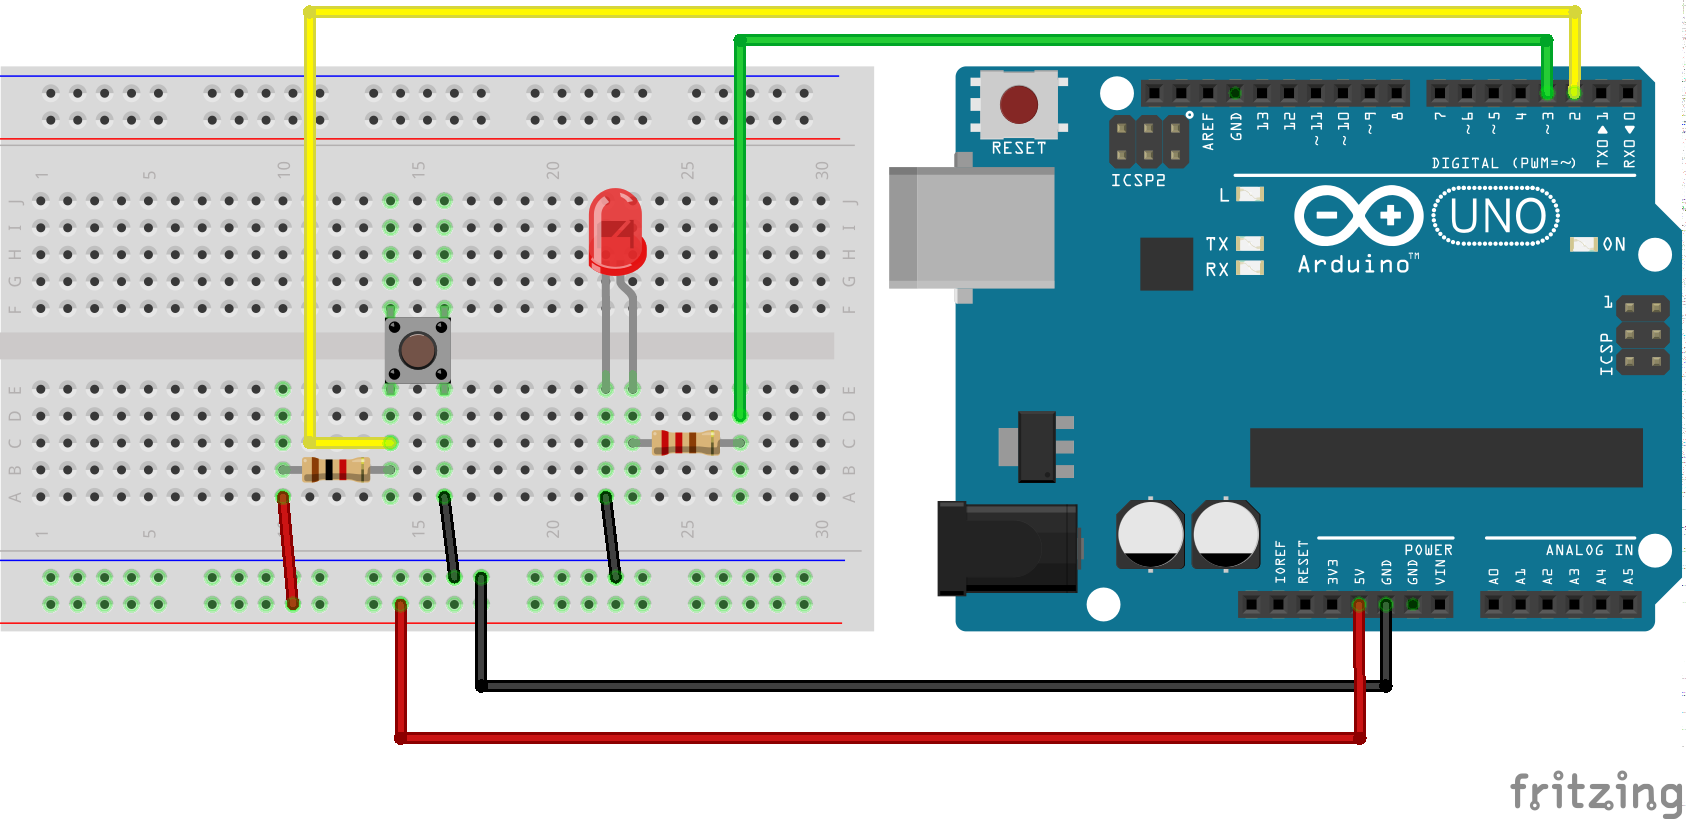 RESET
ICSP2
AREF
GND
13
12
~11
~10
~9
8
7
~6
~5
4
~3
2
TX0▶1
RX0◀0
DIGITAL (PWM=~)
L
TX
RX
UNO
Arduino™
ON
1
ICSP
1 5 10 15 20 25 30
J J
I I
H H
G G
F F
E E
D D
C C
B B
A A
1 5 15 20 25 30
POWER
ANALOG IN
IOREF
RESET
3V3
5V
GND
GND
VIN
A0
A1
A2
A3
A4
A5
fritzing